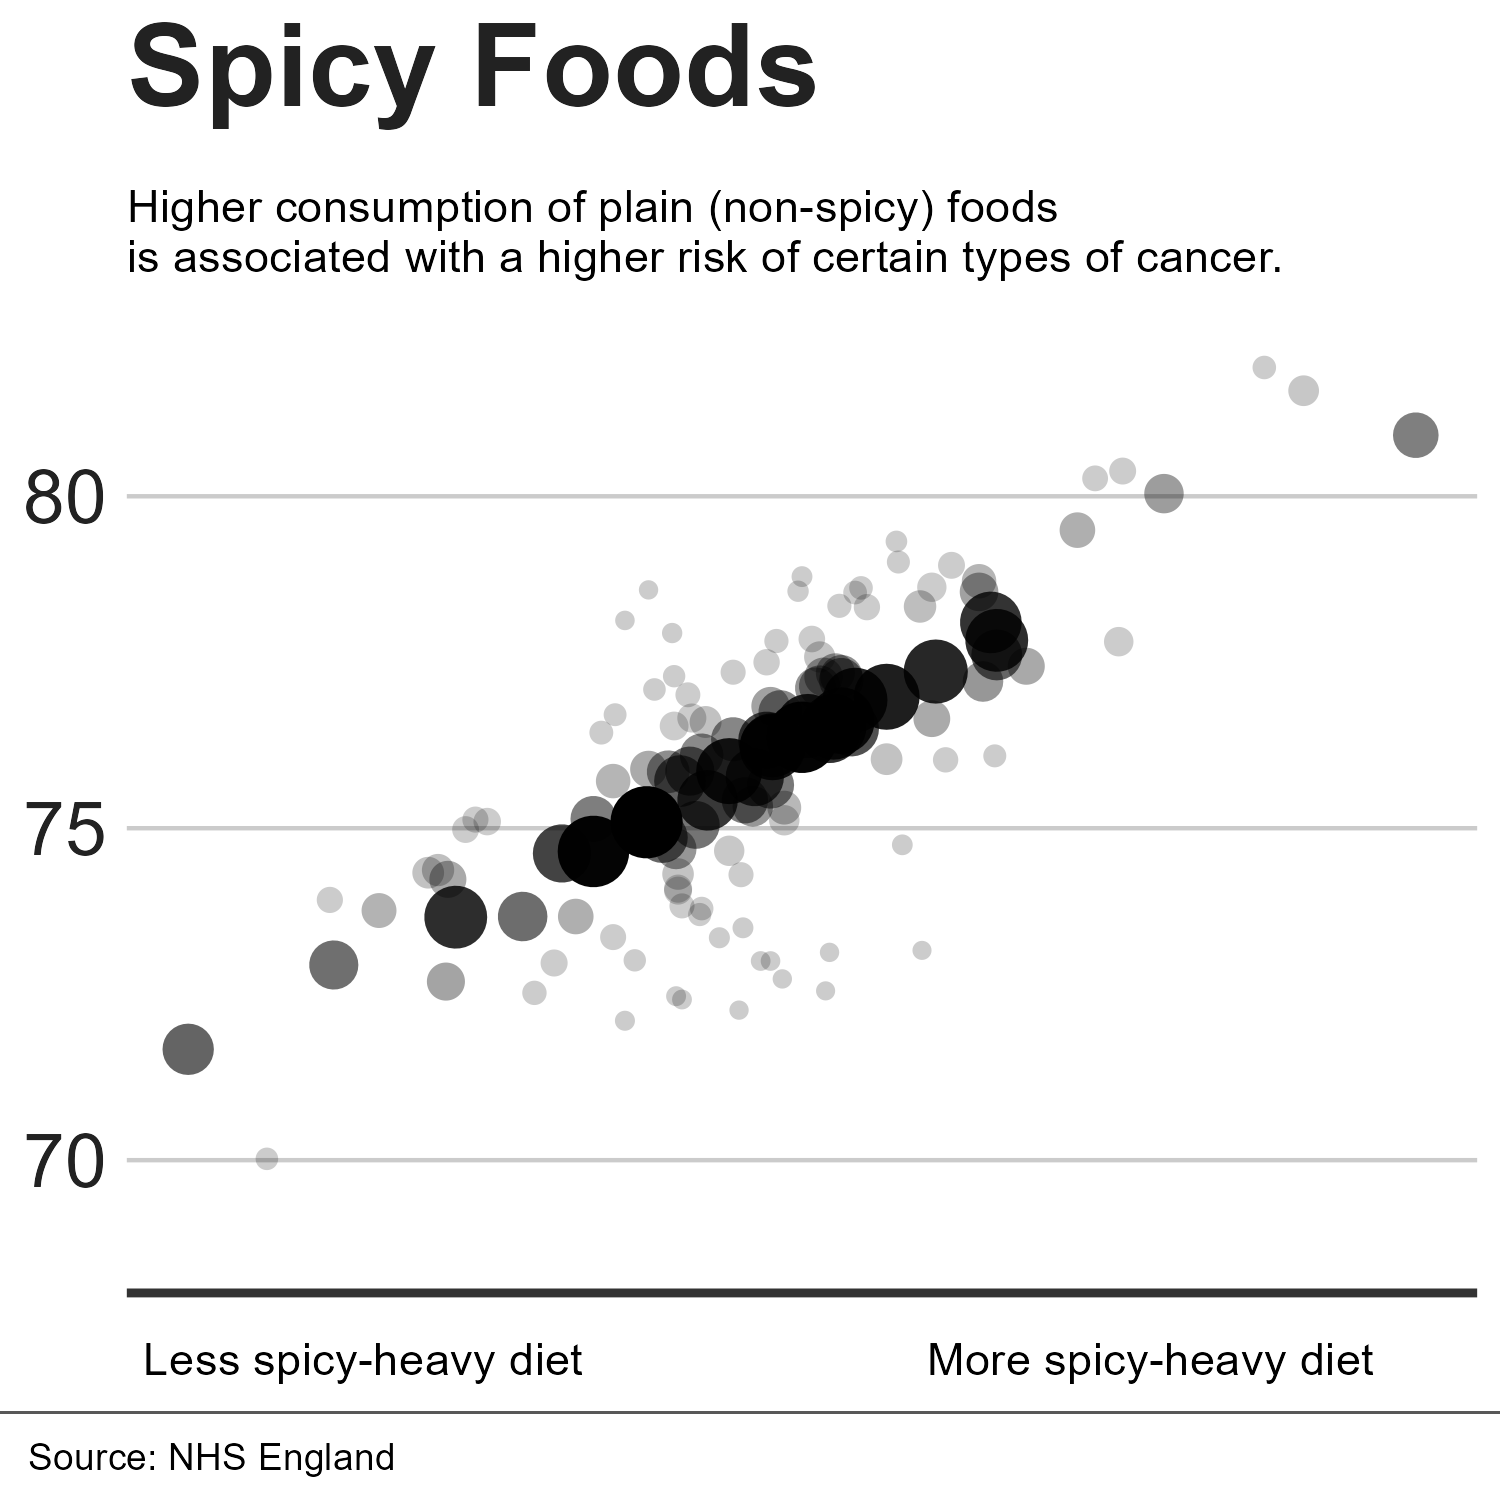 Spicy Foods
Higher consumption of plain (non-spicy) foods
is associated with a higher risk of certain types of cancer.
80
75
70
Less spicy-heavy diet
More spicy-heavy diet
Source: NHS England